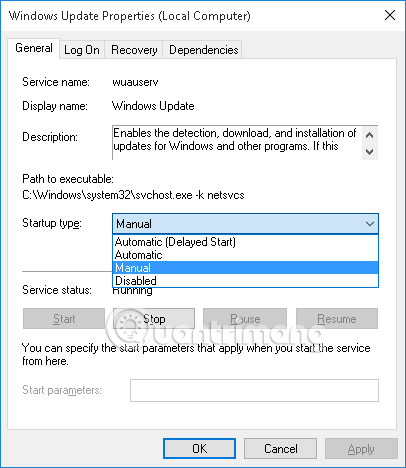 Windows Update Properties (Local Computer)
General Log On Recovery Dependencies
Service name: wuauserv
Display name: Windows Update
Description: Enables the detection, download, and installation of
updates for Windows and other programs. If this
Path to executable:
C:\Windows\system32\svchost.exe -k netsvcs
Startup type: Manual
Automatic (Delayed Start)
Automatic
Manual
Disabled
Service status: Running
Start Stop Pause Resume
Quantrimang
You can specify the start parameters that apply when you start the service
from here.
Start parameters:
OK Cancel Apply